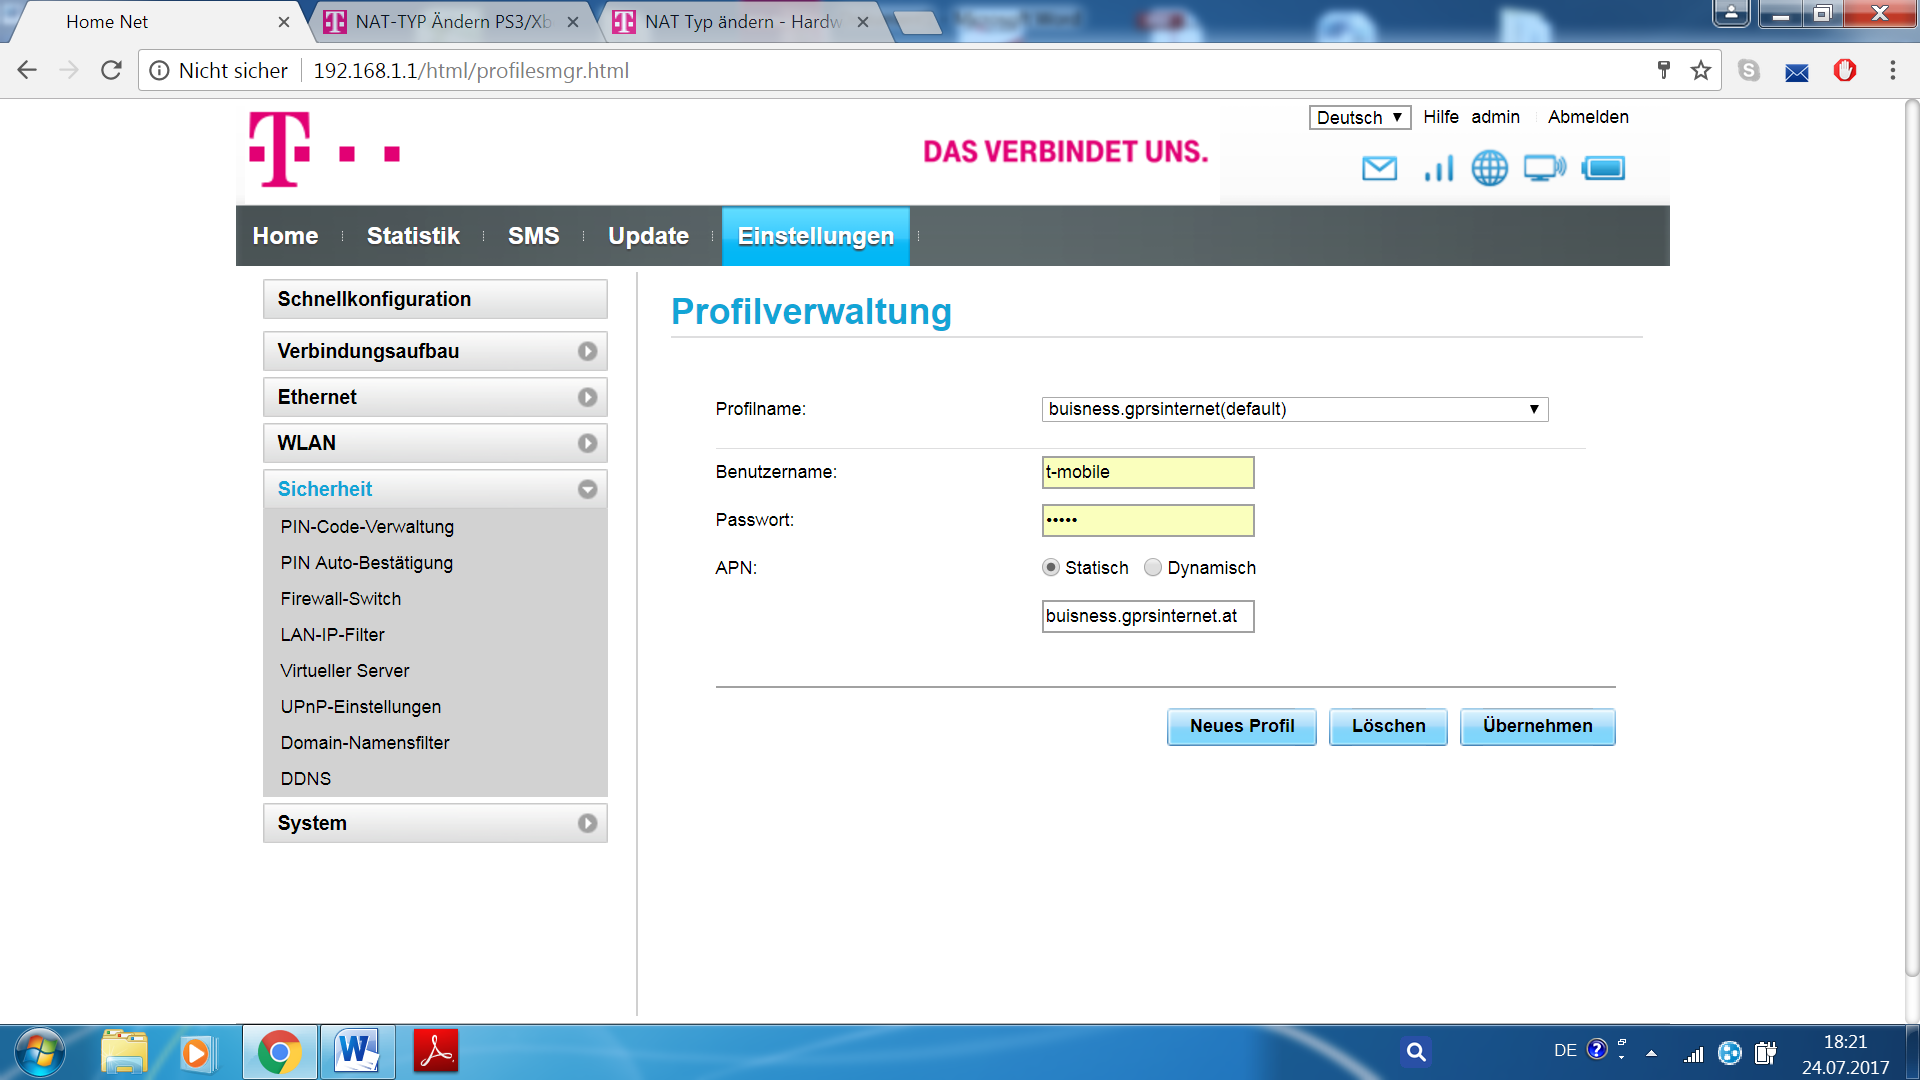 Home Net
NAT-TYP Ändern PS3/Xb
NAT Typ ändern - Hardw
Nicht sicher
192.168.1.1/html/profilesmgr.html
Deutsch
Hilfe
admin
Abmelden
T
DAS VERBINDET UNS.
Home
Statistik
SMS
Update
Einstellungen
Schnellkonfiguration
Verbindungsaufbau
Ethernet
WLAN
Sicherheit
PIN-Code-Verwaltung
PIN Auto-Bestätigung
Firewall-Switch
LAN-IP-Filter
Virtueller Server
UPnP-Einstellungen
Domain-Namensfilter
DDNS
System
Profilverwaltung
Profilname: buisness.gprsinternet(default)
Benutzername: t-mobile
Passwort: •••••
APN: Statisch Dynamisch
buisness.gprsinternet.at
Neues Profil
Löschen
Übernehmen
DE
18:21
24.07.2017